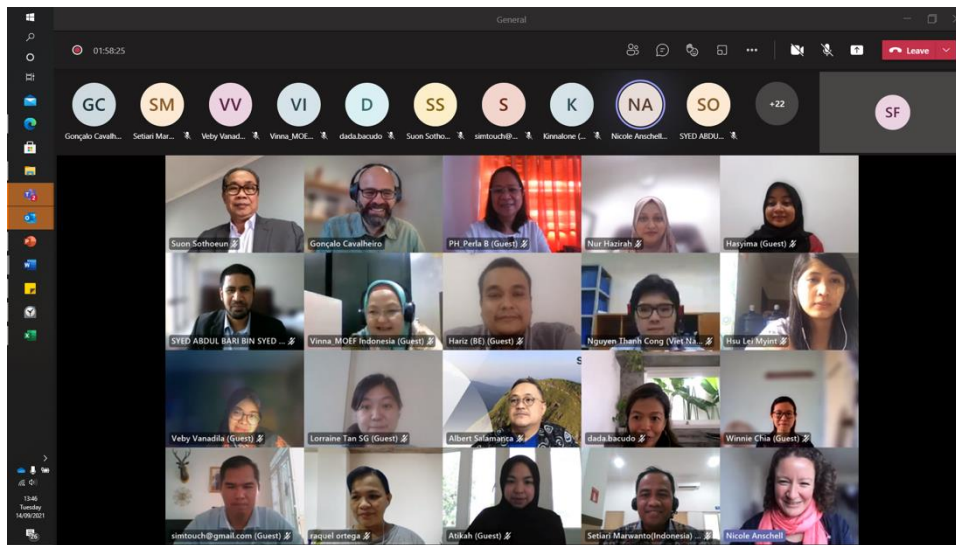 General
01:58:25
Leave
GC
SM
VV
VI
D
SS
S
K
NA
SO
+22
SF
Gonçalo Cavalh...
Setiari Mar...
Veby Vanad...
Vinna_MOE...
dada.bacudo
Suon Sotho...
simtouch@...
Kinnalone (...
Nicole Anschell...
SYED ABDU...
Suon Sothoeun
Gonçalo Cavalheiro
PH_Perla B (Guest)
Nur Hazirah
Hasyima (Guest)
SYED ABDUL BARI BIN SYED ...
Vinna_MOEF Indonesia (Guest)
Hariz (BE) (Guest)
Nguyen Thanh Cong (Viet Na...
Hsu Lei Myint
Veby Vanadila (Guest)
Lorraine Tan SG (Guest)
Albert Salamanca
dada.bacudo
Winnie Chia (Guest)
simtouch@gmail.com (Guest)
raquel ortega
Atikah (Guest)
Setiari Marwanto(Indonesia) ...
Nicole Anschell
13:46
Tuesday
14/09/2021